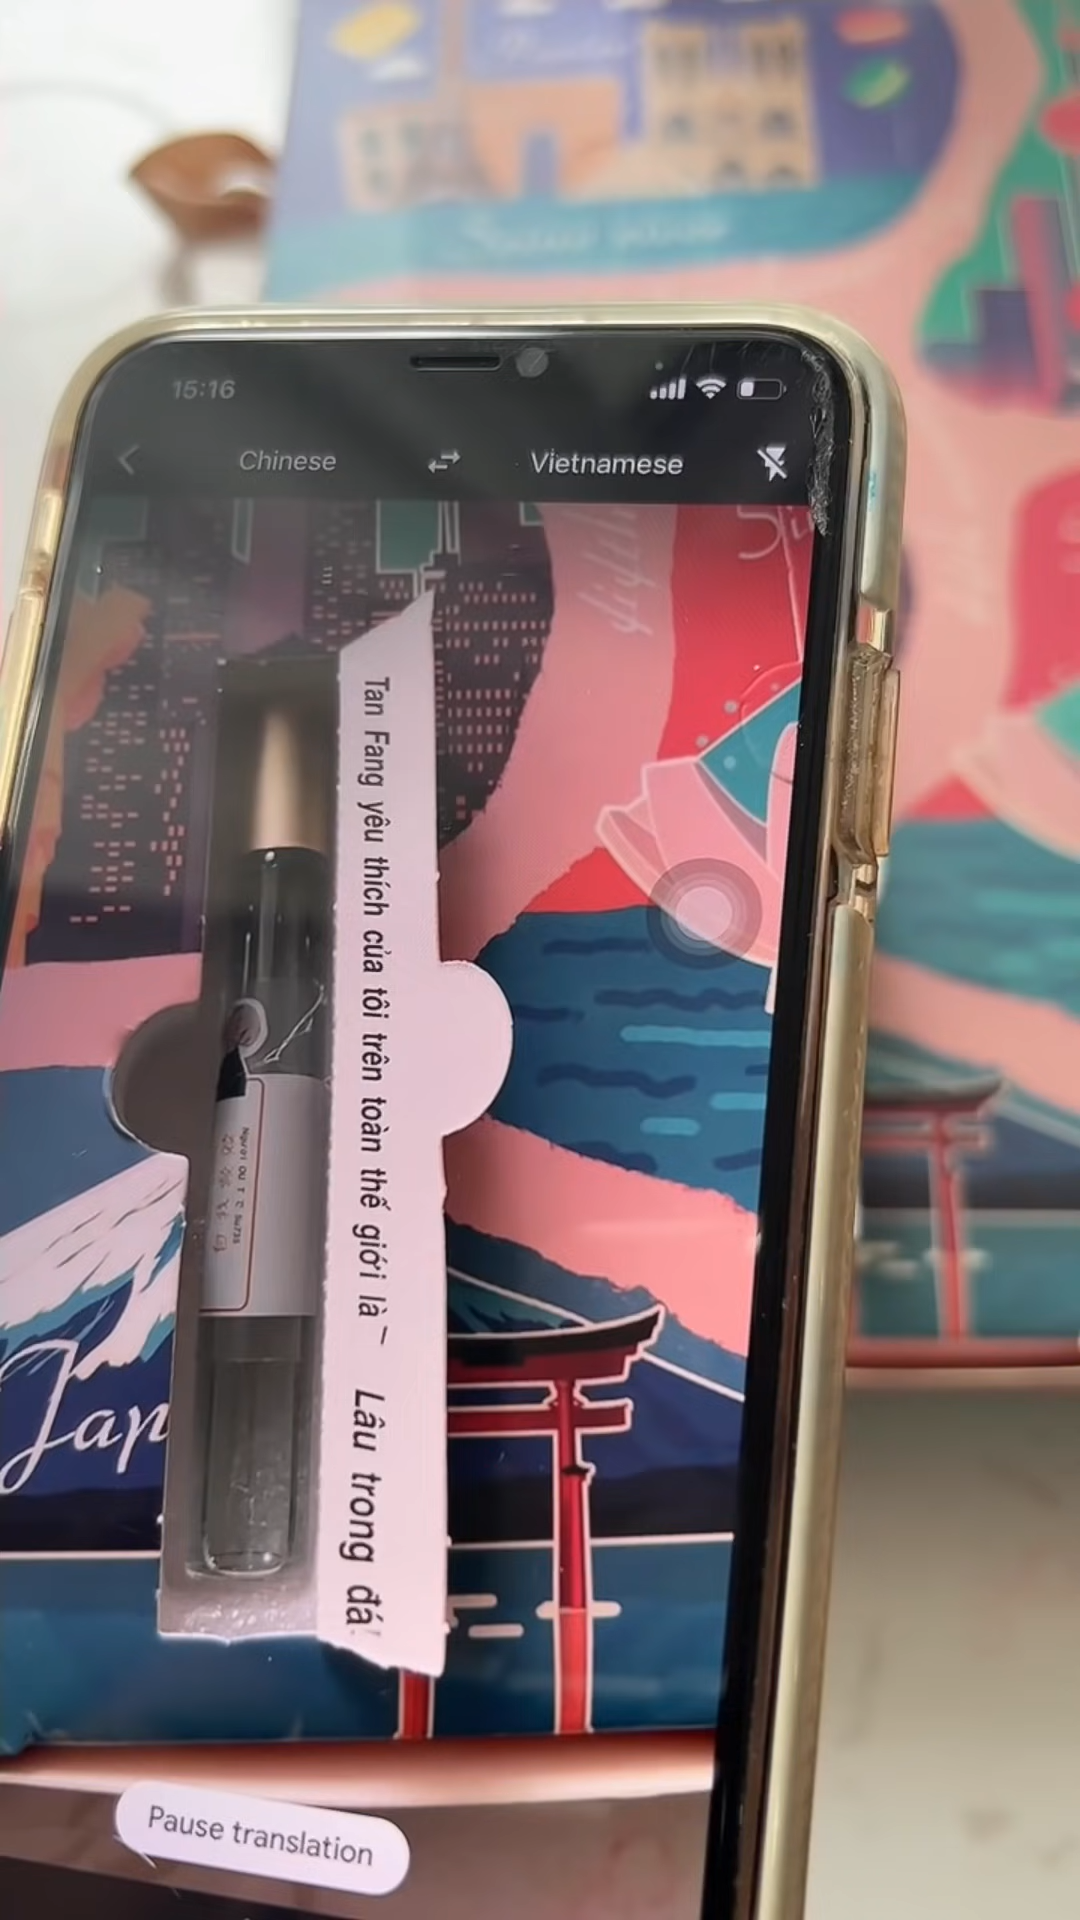 15:16
Chinese
Vietnamese
Tan Fang yêu thích của tôi trên toàn thế giới là
Lâu trong đá
Jap
Pause translation